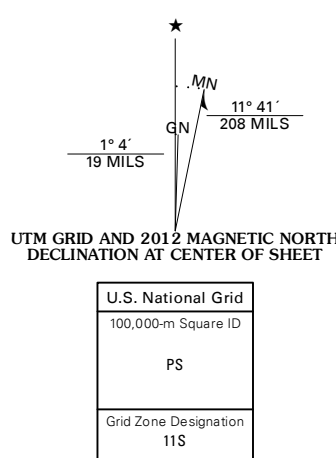 MN
GN
11° 41´
208 MILS
1° 4´
19 MILS
UTM GRID AND 2012 MAGNETIC NORTH
DECLINATION AT CENTER OF SHEET
U.S. National Grid
100,000-m Square ID
PS
Grid Zone Designation
11S